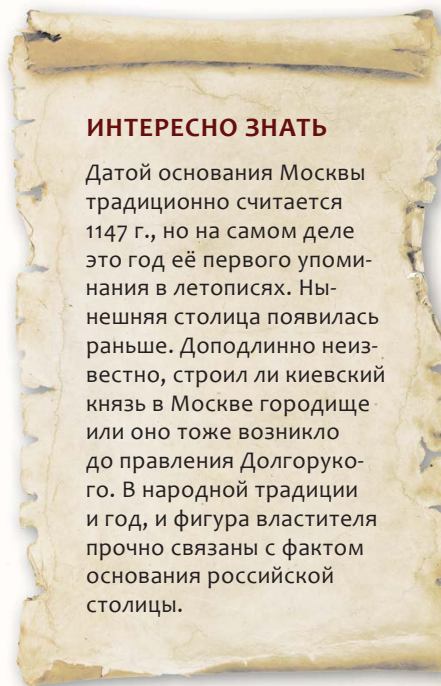 ИНТЕРЕСНО ЗНАТЬ
Датой основания Москвы
традиционно считается
1147 г., но на самом деле
это год её первого упоми-
нания в летописях. Ны-
нешняя столица появилась
раньше. Доподлинно неиз-
вестно, строил ли киевский
князь в Москве городище
или оно тоже возникло
до правления Долгоруко-
го. В народной традиции
и год, и фигура властителя
прочно связаны с фактом
основания российской
столицы.